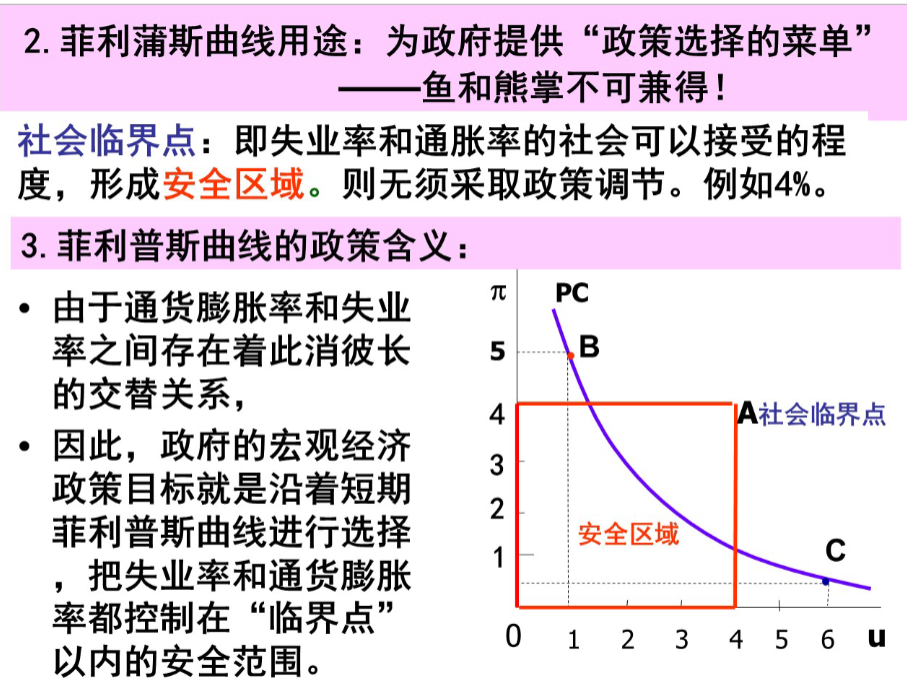 2.菲利蒲斯曲线用途：为政府提供“政策选择的菜单”
——鱼和熊掌不可兼得！
社会临界点：即失业率和通胀率的社会可以接受的程
度，形成安全区域。则无须采取政策调节。例如4%。
3.菲利普斯曲线的政策含义：
• 由于通货膨胀率和失业
率之间存在着此消彼长
的交替关系，
• 因此，政府的宏观经济
政策目标就是沿着短期
菲利普斯曲线进行选择
，把失业率和通货膨胀
率都控制在“临界点”
以内的安全范围。
π
PC
5
B
4
A社会临界点
3
2
安全区域
1
C
0 1 2 3 4 5 6 u